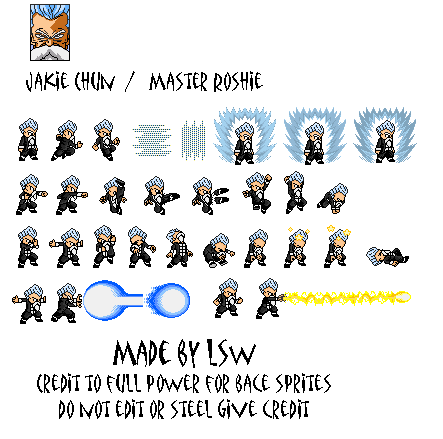 JAKIE CHUN / MASTER ROSHIE
MADE BY LSW
CREDIT TO FULL POWER FOR BACE SPRITES
DO NOT EDIT OR STEEL GIVE CREDIT